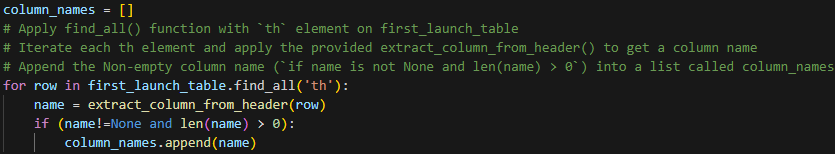 column_names = []
# Apply find_all() function with `th` element on first_launch_table
# Iterate each th element and apply the provided extract_column_from_header() to get a column name
# Append the Non-empty column name (`if name is not None and len(name) > 0`) into a list called column_names
for row in first_launch_table.find_all('th'):
    name = extract_column_from_header(row)
    if (name!=None and len(name) > 0):
        column_names.append(name)